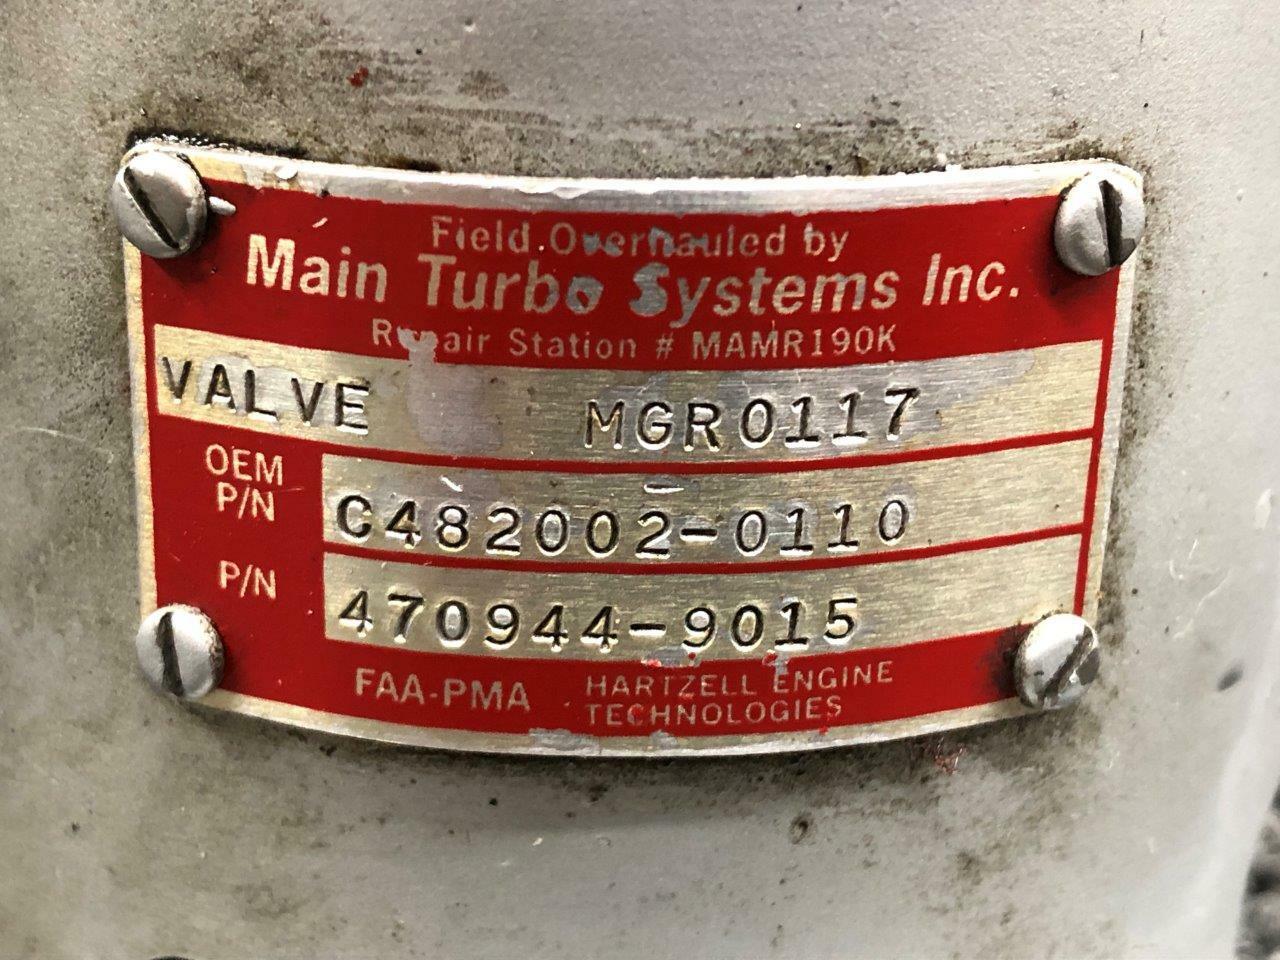 Field Overhauled by
Main Turbo Systems Inc.
Repair Station # MAMR190K
VALVE MGR0117
OEM P/N C482002-0110
P/N 470944-9015
FAA-PMA HARTZELL ENGINE
TECHNOLOGIES